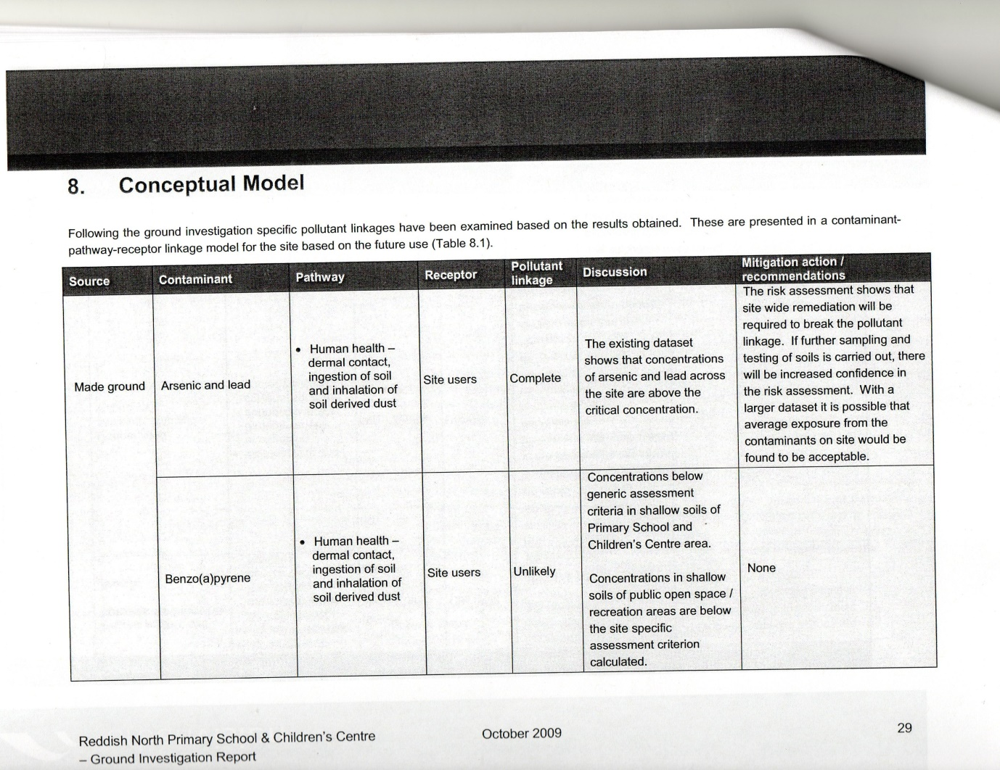 8. Conceptual Model
Following the ground investigation specific pollutant linkages have been examined based on the results obtained. These are presented in a contaminant-
pathway-receptor linkage model for the site based on the future use (Table 8.1).
Source
Contaminant
Pathway
Receptor
Pollutant
linkage
Discussion
Mitigation action /
recommendations
Made ground
Arsenic and lead
• Human health –
dermal contact,
ingestion of soil
and inhalation of
soil derived dust
Site users
Complete
The existing dataset
shows that concentrations
of arsenic and lead across
the site are above the
critical concentration.
The risk assessment shows that
site wide remediation will be
required to break the pollutant
linkage. If further sampling and
testing of soils is carried out, there
will be increased confidence in
the risk assessment. With a
larger dataset it is possible that
average exposure from the
contaminants on site would be
found to be acceptable.
Benzo(a)pyrene
• Human health –
dermal contact,
ingestion of soil
and inhalation of
soil derived dust
Site users
Unlikely
Concentrations below
generic assessment
criteria in shallow soils of
Primary School and
Children's Centre area.
Concentrations in shallow
soils of public open space /
recreation areas are below
the site specific
assessment criterion
calculated.
None
Reddish North Primary School & Children's Centre
– Ground Investigation Report
October 2009
29